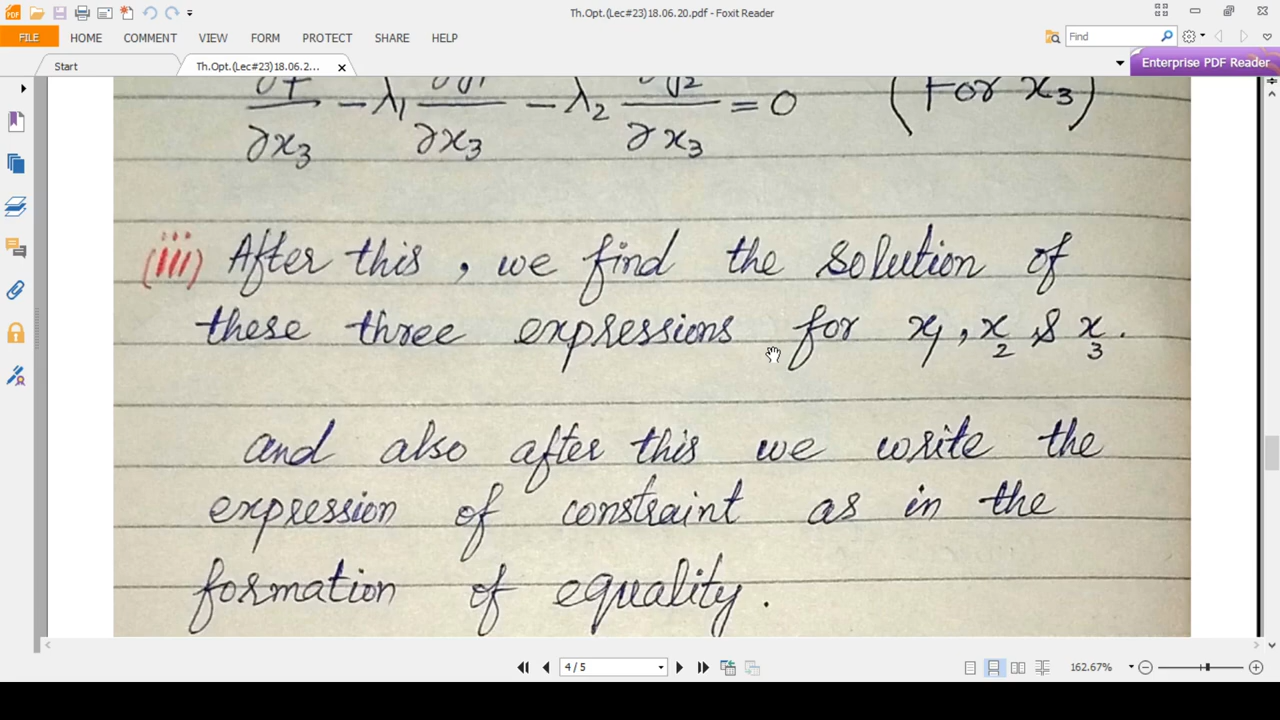 Th.Opt.(Lec#23)18.06.20.pdf - Foxit Reader
FILE HOME COMMENT VIEW FORM PROTECT SHARE HELP
Find
Start Th.Opt.(Lec#23)18.06.2...
Enterprise PDF Reader
∂x₃ - λ₁ ∂x₃ - λ₂ ∂x₃ = 0 (For x₃)
(iii) After this, we find the solution of
these three expressions for x₁, x₂, & x₃.
and also after this we write the
expression of constraint as in the
formation of equality.
4 / 5
162.67%